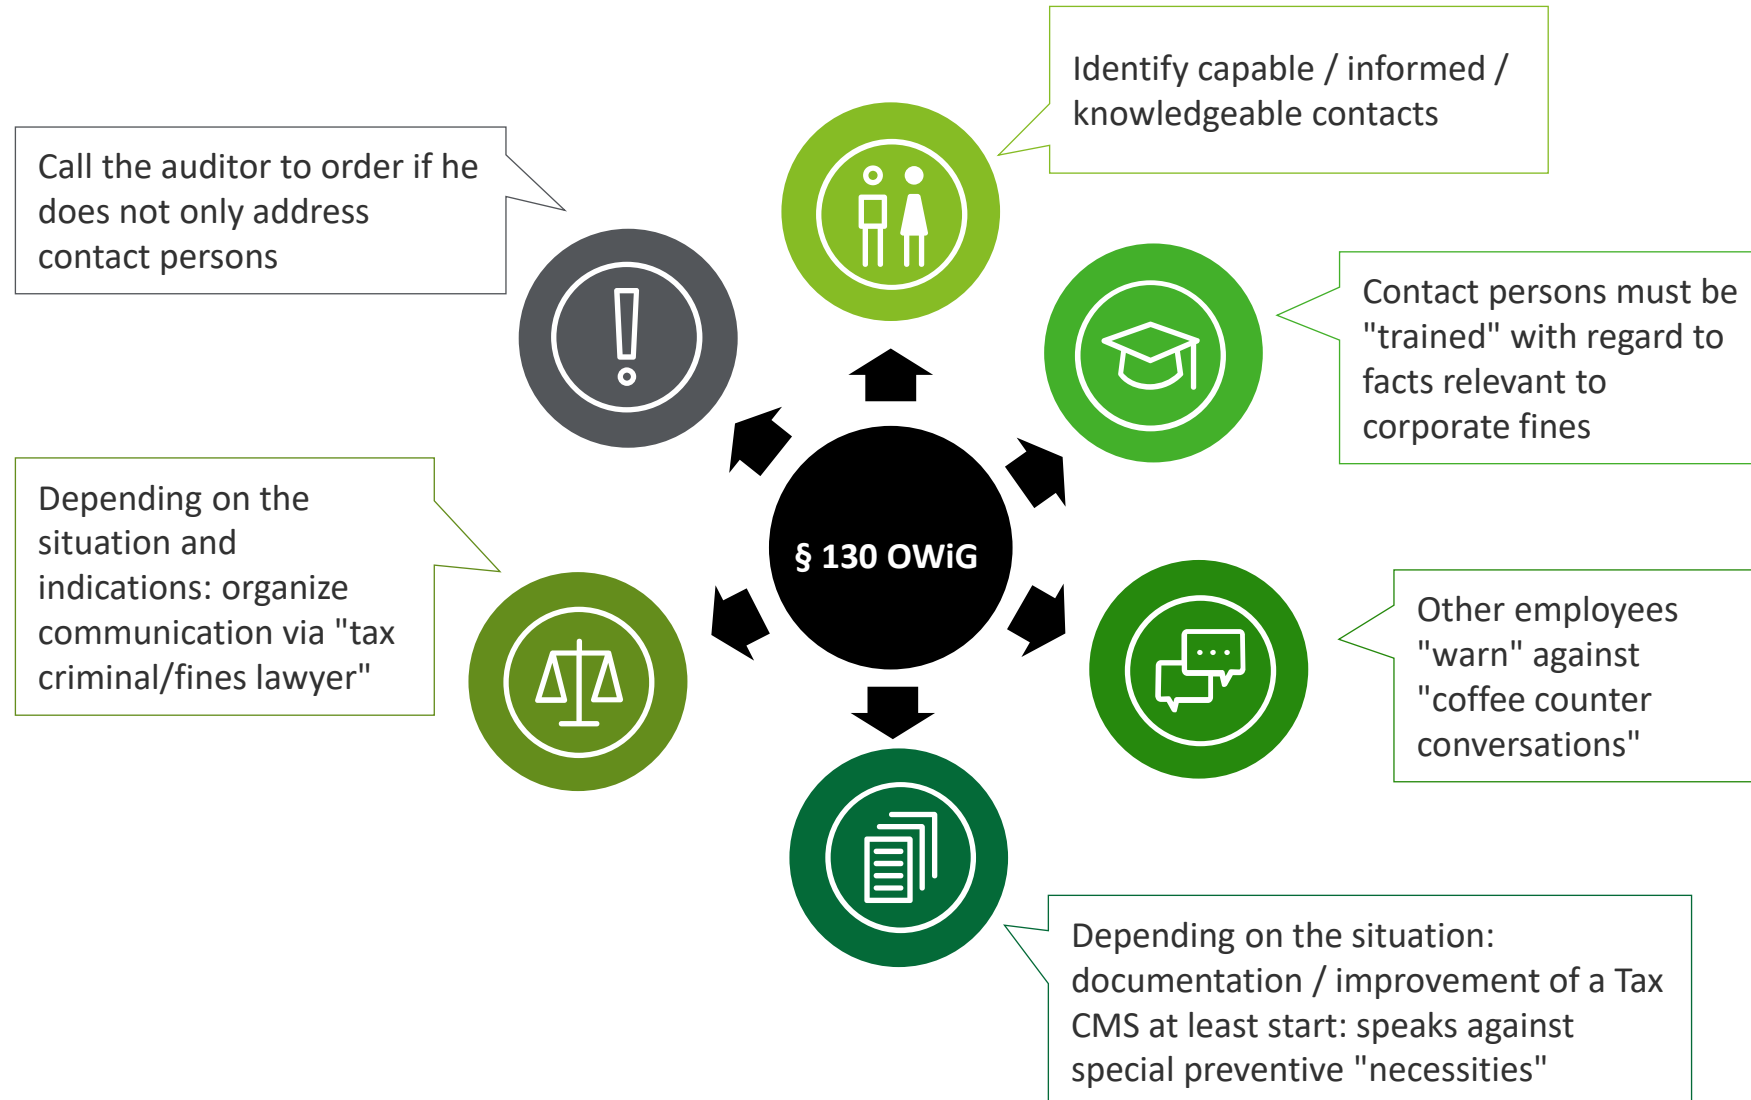 Identify capable / informed /
knowledgeable contacts
Call the auditor to order if he
does not only address
contact persons
Contact persons must be
"trained" with regard to
facts relevant to
corporate fines
Depending on the
situation and
indications: organize
communication via "tax
criminal/fines lawyer"
§ 130 OWiG
Other employees
"warn" against
"coffee counter
conversations"
Depending on the situation:
documentation / improvement of a Tax
CMS at least start: speaks against
special preventive "necessities"